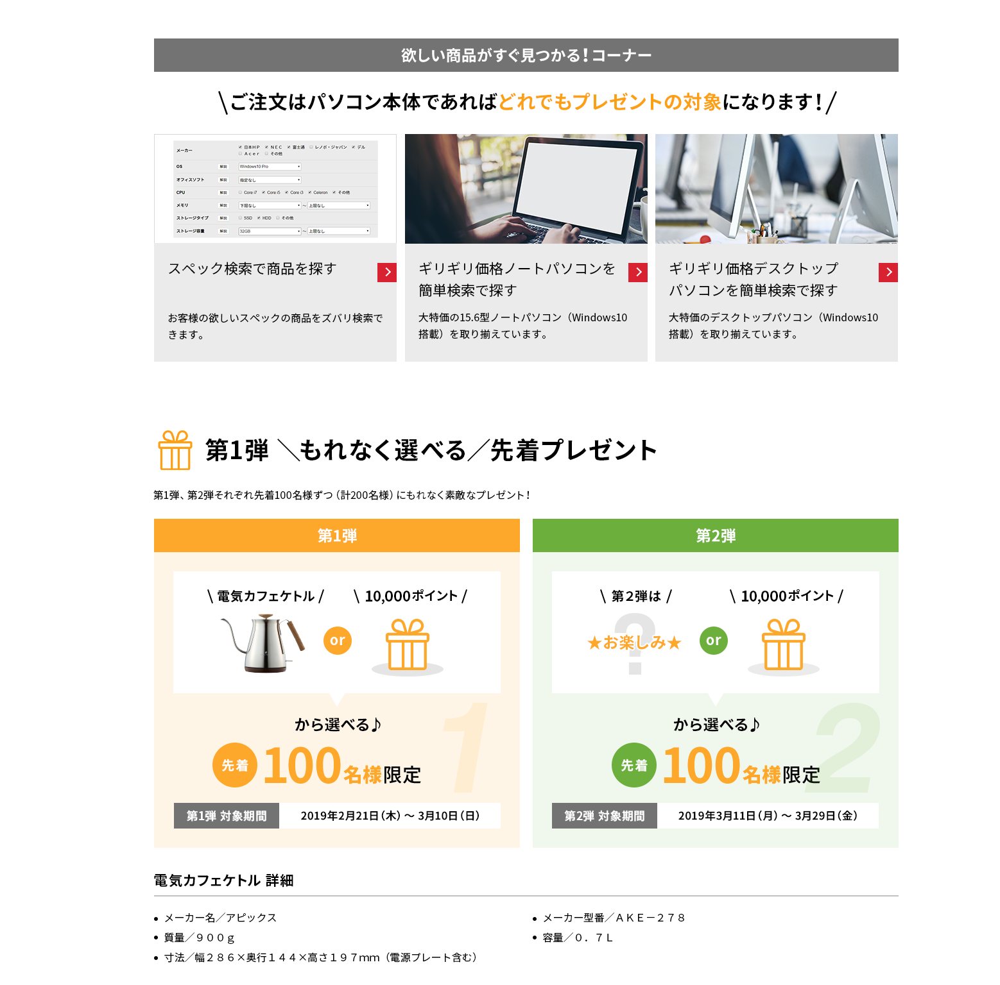 欲しい商品がすぐ見つかる！コーナー
\ご注文はパソコン本体であればどれでもプレゼントの対象になります！/
メーカー
☑ 日本ＨＰ ☑ ＮＥＣ ☑ 富士通 ☐ レノボ・ジャパン ☑ デル
☐ Ａｃｅｒ ☐ その他
OS 解説 Windows10 Pro
オフィスソフト 解説 指定なし
CPU 解説 ☐ Core i7 ☑ Core i5 ☑ Core i3 ☑ Celeron ☑ その他
メモリ 解説 下限なし ～ 上限なし
ストレージタイプ 解説 ☐ SSD ☑ HDD ☐ その他
ストレージ容量 解説 32GB ～ 上限なし
スペック検索で商品を探す
お客様の欲しいスペックの商品をズバリ検索で
きます。
ギリギリ価格ノートパソコンを
簡単検索で探す
大特価の15.6型ノートパソコン（Windows10
搭載）を取り揃えています。
ギリギリ価格デスクトップ
パソコンを簡単検索で探す
大特価のデスクトップパソコン（Windows10
搭載）を取り揃えています。
第1弾 ＼もれなく選べる／先着プレゼント
第1弾、第2弾それぞれ先着100名様ずつ（計200名様）にもれなく素敵なプレゼント！
第1弾
\ 電気カフェケトル / \ 10,000ポイント /
or
から選べる♪
1
先着 100名様限定
第1弾 対象期間 2019年2月21日（木）～ 3月10日（日）
第2弾
\ 第２弾は / \ 10,000ポイント /
?
★お楽しみ★ or
から選べる♪
2
先着 100名様限定
第2弾 対象期間 2019年3月11日（月）～ 3月29日（金）
電気カフェケトル 詳細
● メーカー名／アピックス
● メーカー型番／ＡＫＥ－２７８
● 質量／９００ｇ
● 容量／０．７Ｌ
● 寸法／幅２８６×奥行１４４×高さ１９７mm（電源プレート含む）